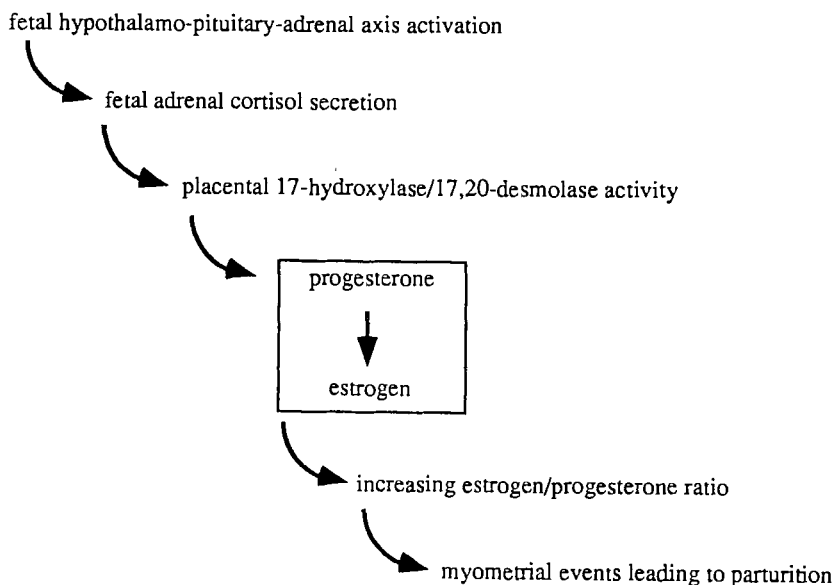 fetal hypothalamo-pituitary-adrenal axis activation
fetal adrenal cortisol secretion
placental 17-hydroxylase/17,20-desmolase activity
progesterone
estrogen
increasing estrogen/progesterone ratio
myometrial events leading to parturition